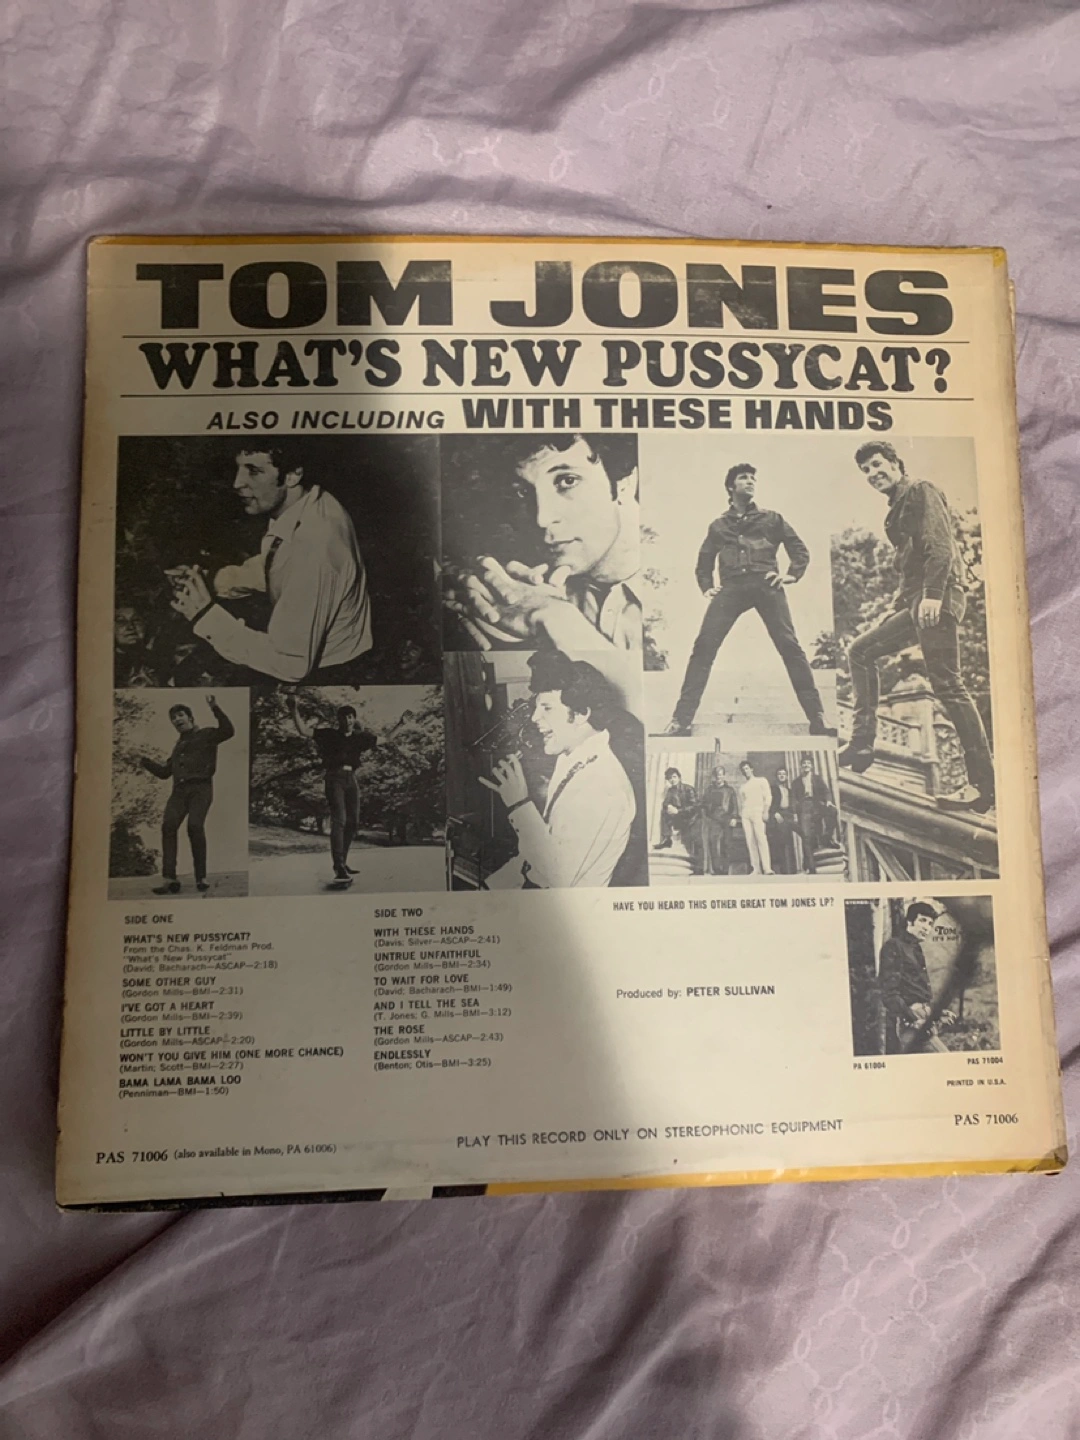 TOM JONES
WHAT'S NEW PUSSYCAT?
ALSO INCLUDING WITH THESE HANDS
SIDE ONE
WHAT'S NEW PUSSYCAT?
From the Chas. K. Feldman Prod.
"What's New Pussycat"
(David; Bacharach—ASCAP—2:18)
SOME OTHER GUY
(Gordon Mills—BMI—2:31)
I'VE GOT A HEART
(Gordon Mills—BMI—2:39)
LITTLE BY LITTLE
(Gordon Mills—ASCAP—2:20)
WON'T YOU GIVE HIM (ONE MORE CHANCE)
(Martin; Scott—BMI—2:27)
BAMA LAMA BAMA LOO
(Penniman—BMI—1:50)
SIDE TWO
WITH THESE HANDS
(Davis; Silver—ASCAP—2:41)
UNTRUE UNFAITHFUL
(Gordon Mills—BMI—2:34)
TO WAIT FOR LOVE
(David; Bacharach—BMI—1:49)
AND I TELL THE SEA
(T. Jones; G. Mills—BMI—3:12)
THE ROSE
(Gordon Mills—ASCAP—2:43)
ENDLESSLY
(Benton; Otis—BMI—3:25)
HAVE YOU HEARD THIS OTHER GREAT TOM JONES LP?
Produced by: PETER SULLIVAN
STEREO
TOM
PA 61004 PAS 71004
PRINTED IN U.S.A.
PAS 71006
PLAY THIS RECORD ONLY ON STEREOPHONIC EQUIPMENT
PAS 71006 (also available in Mono, PA 61006)